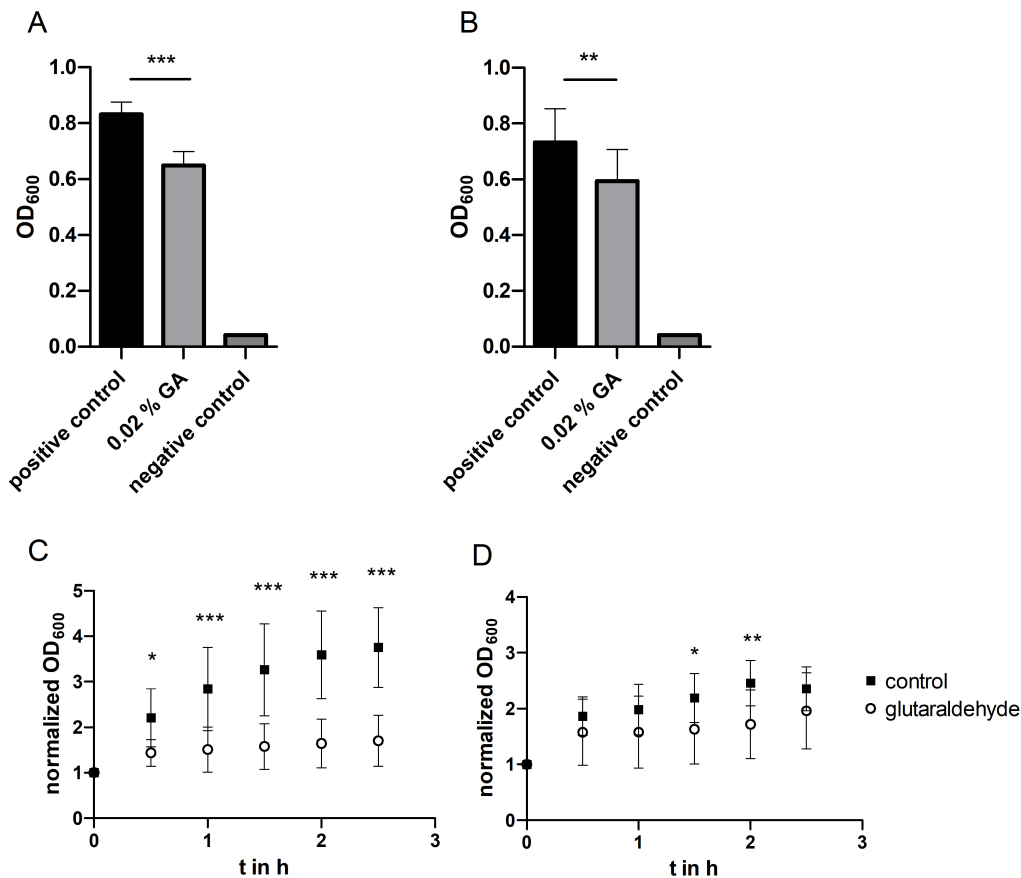 A
***
1.0
0.8
0.6
0.4
0.2
0.0
OD600
positive control
0.02 % GA
negative control
B
**
1.0
0.8
0.6
0.4
0.2
0.0
OD600
positive control
0.02 % GA
negative control
C
* *** *** *** ***
5
4
3
2
1
0
normalized OD600
0 1 2 3
t in h
D
* **
4
3
2
1
0
normalized OD600
0 1 2 3
t in h
control
glutaraldehyde